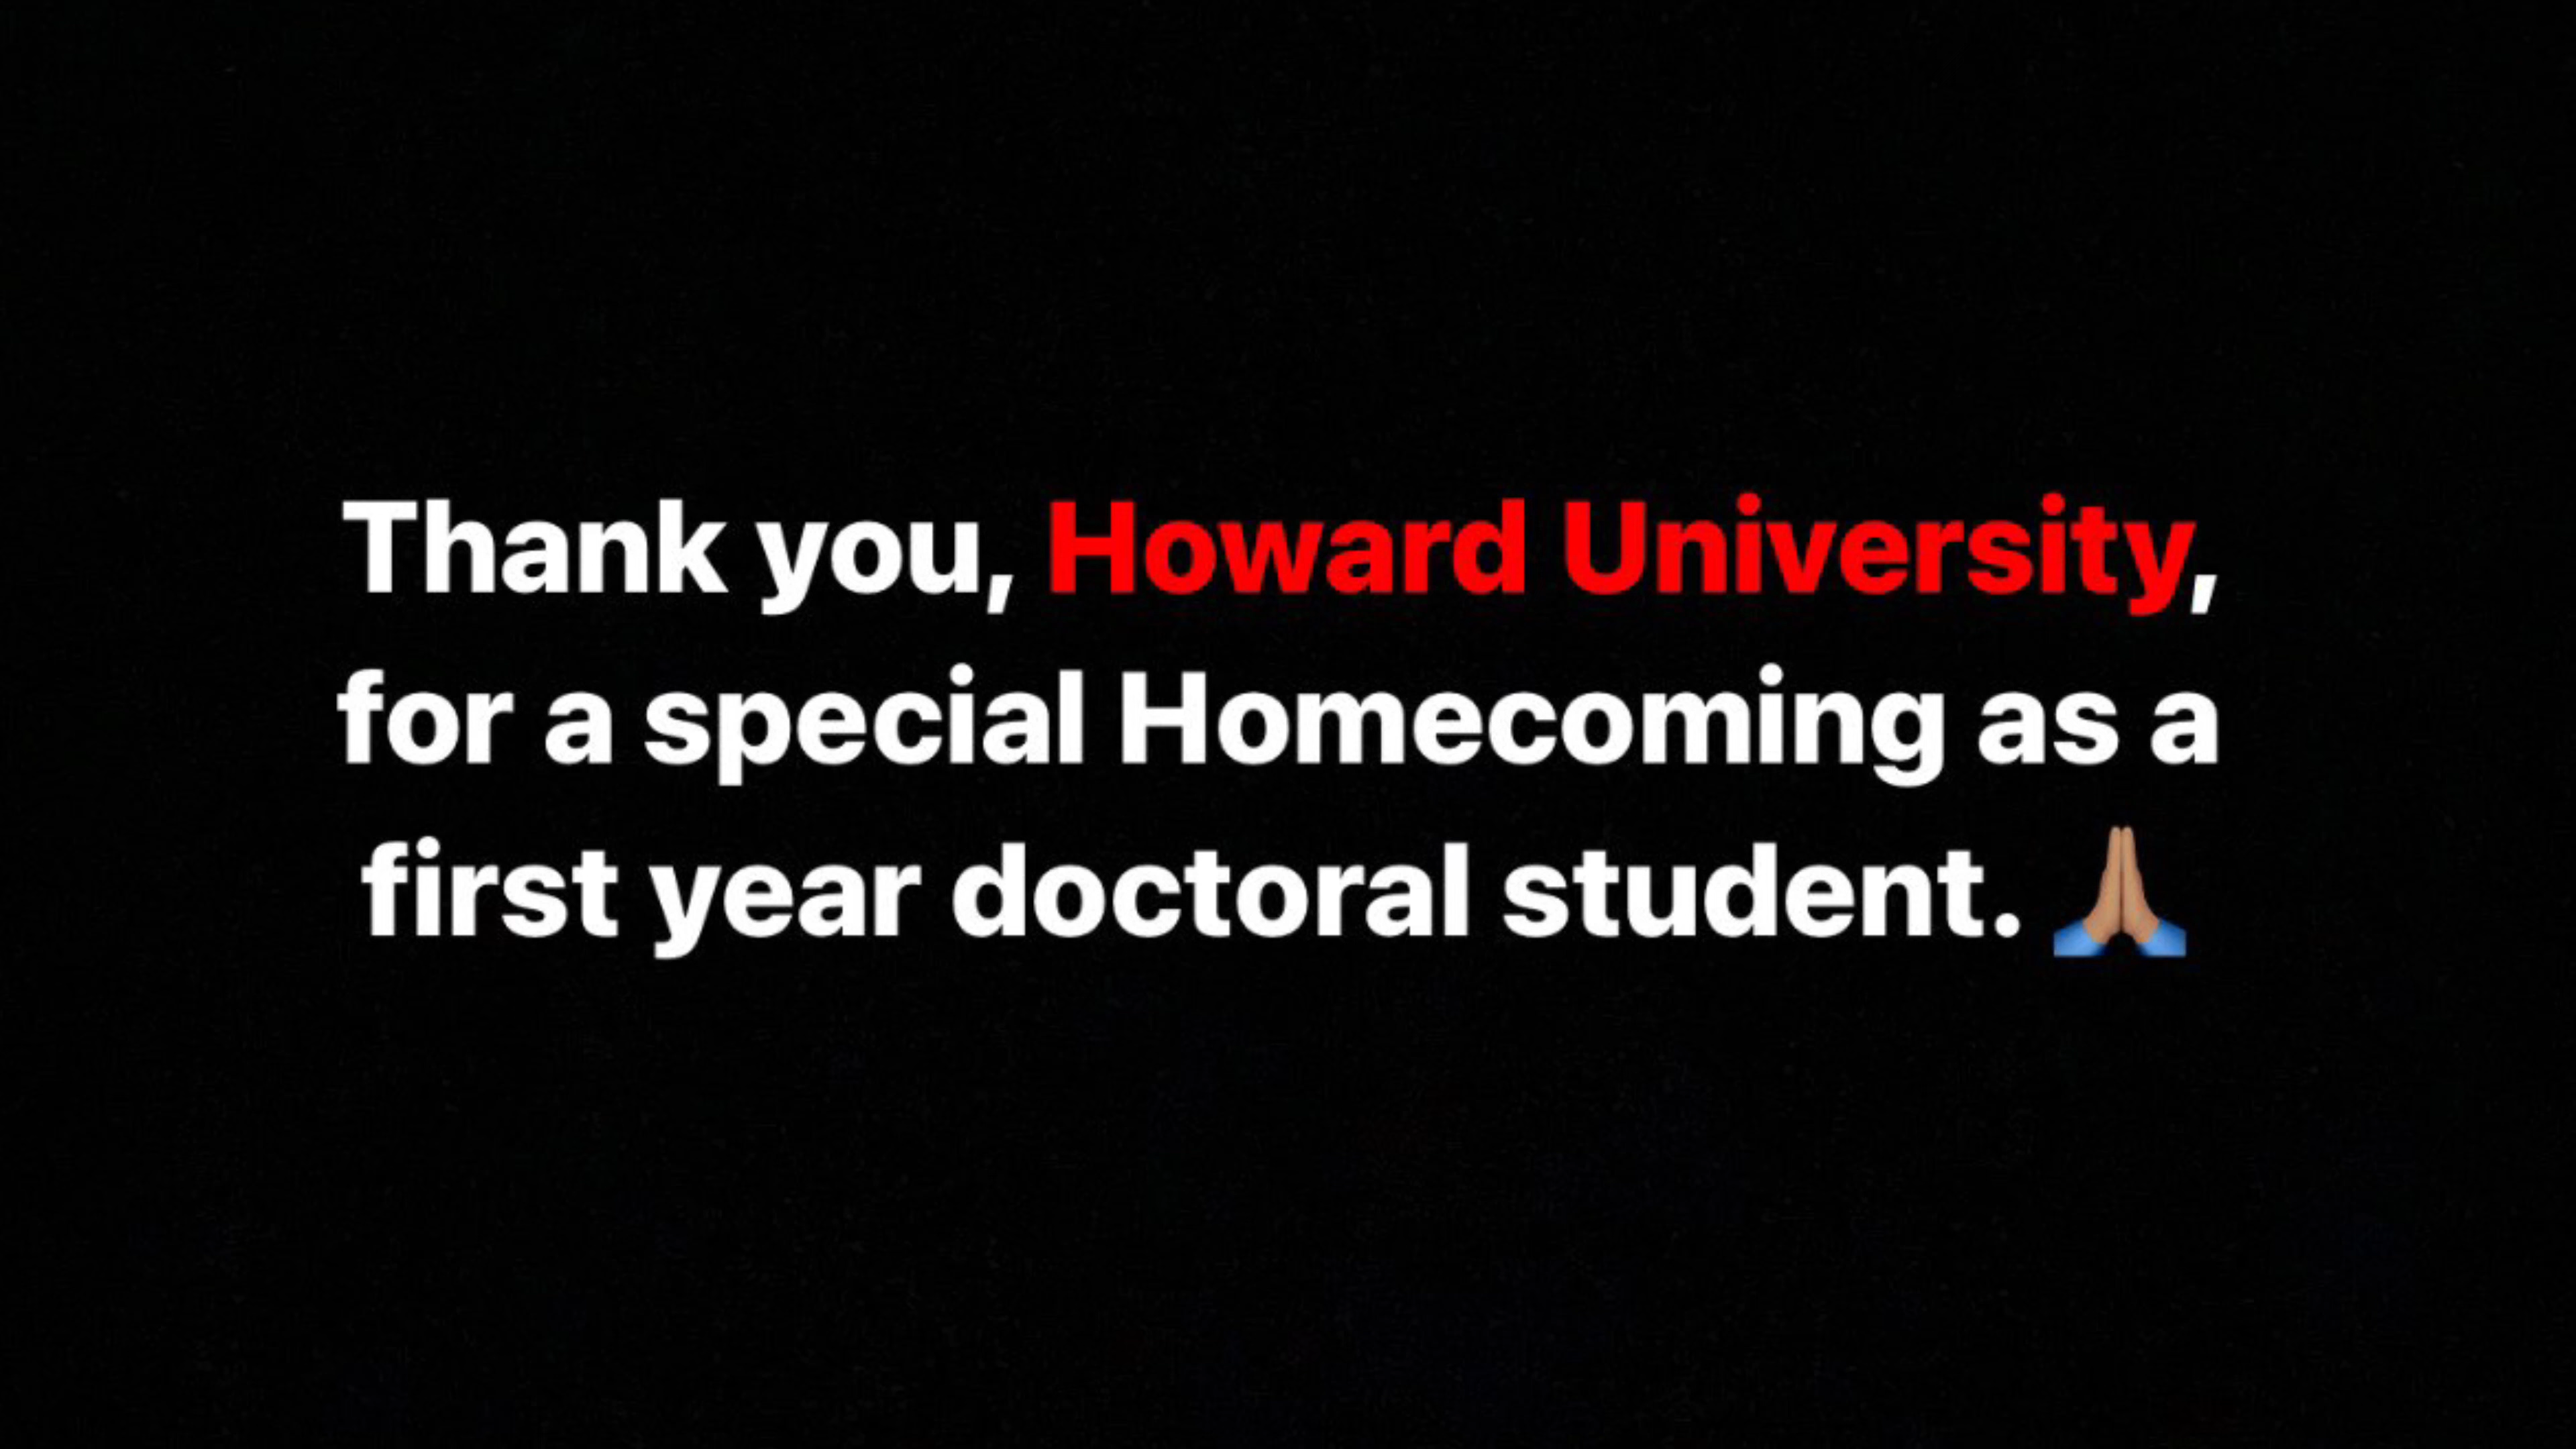 Thank you, Howard University,
for a special Homecoming as a
first year doctoral student. 🙏🏽